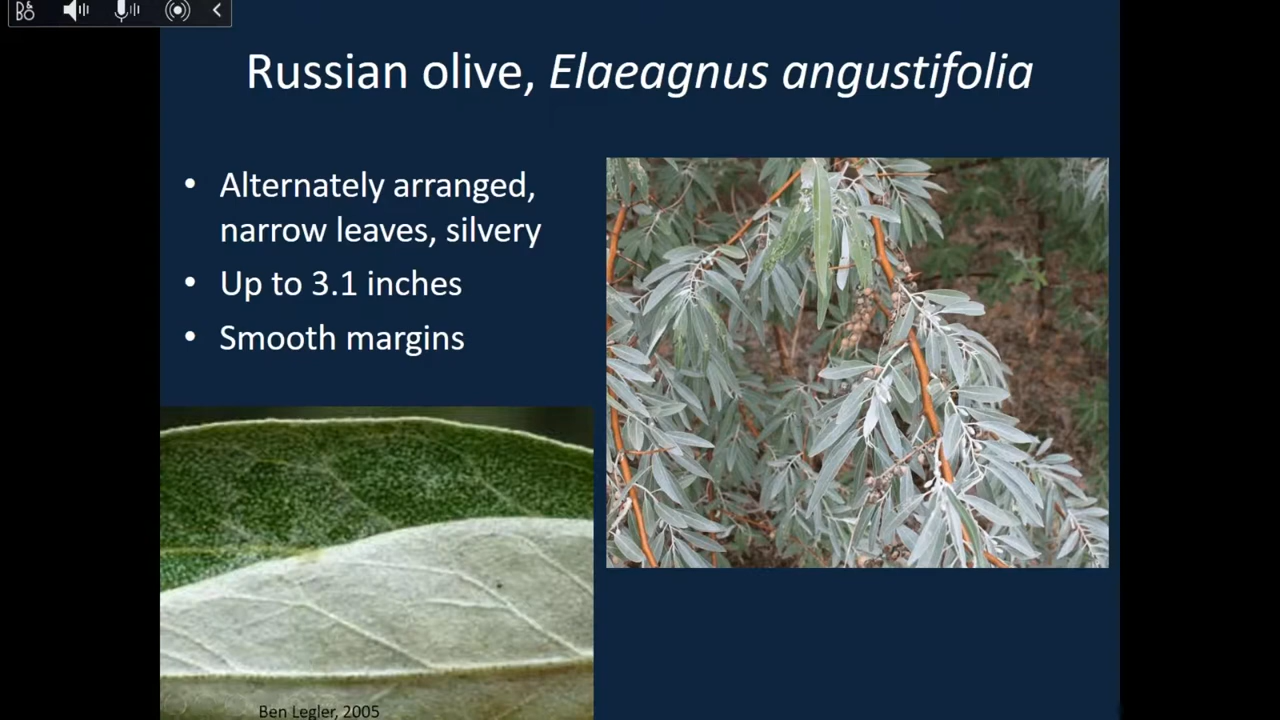 Russian olive, Elaeagnus angustifolia
• Alternately arranged,
narrow leaves, silvery
• Up to 3.1 inches
• Smooth margins
Ben Legler, 2005